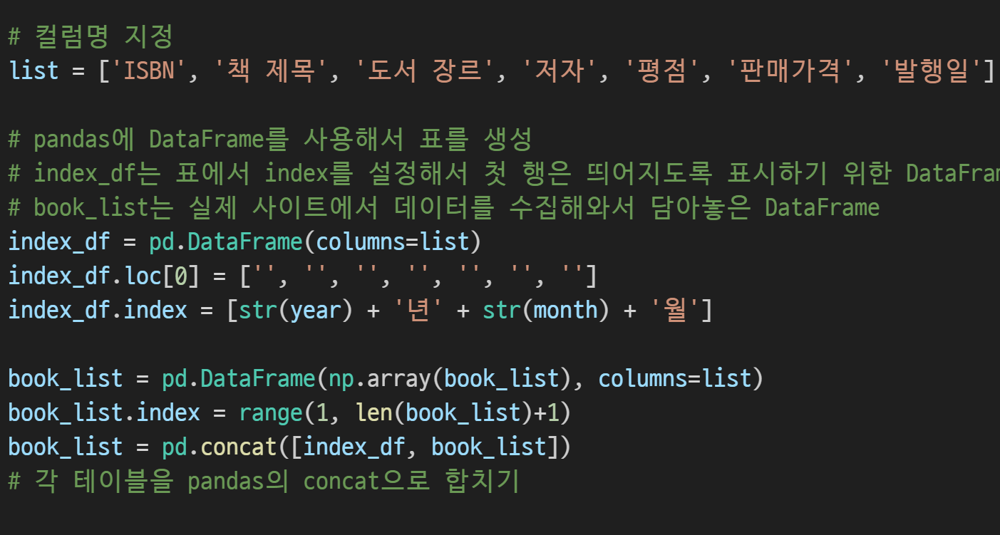 # 컬럼명 지정
list = ['ISBN', '책 제목', '도서 장르', '저자', '평점', '판매가격', '발행일']
# pandas에 DataFrame를 사용해서 표를 생성
# index_df는 표에서 index를 설정해서 첫 행은 띄어지도록 표시하기 위한 DataFram
# book_list는 실제 사이트에서 데이터를 수집해와서 담아놓은 DataFrame
index_df = pd.DataFrame(columns=list)
index_df.loc[0] = ['', '', '', '', '', '', '']
index_df.index = [str(year) + '년' + str(month) + '월']
book_list = pd.DataFrame(np.array(book_list), columns=list)
book_list.index = range(1, len(book_list)+1)
book_list = pd.concat([index_df, book_list])
# 각 테이블을 pandas의 concat으로 합치기